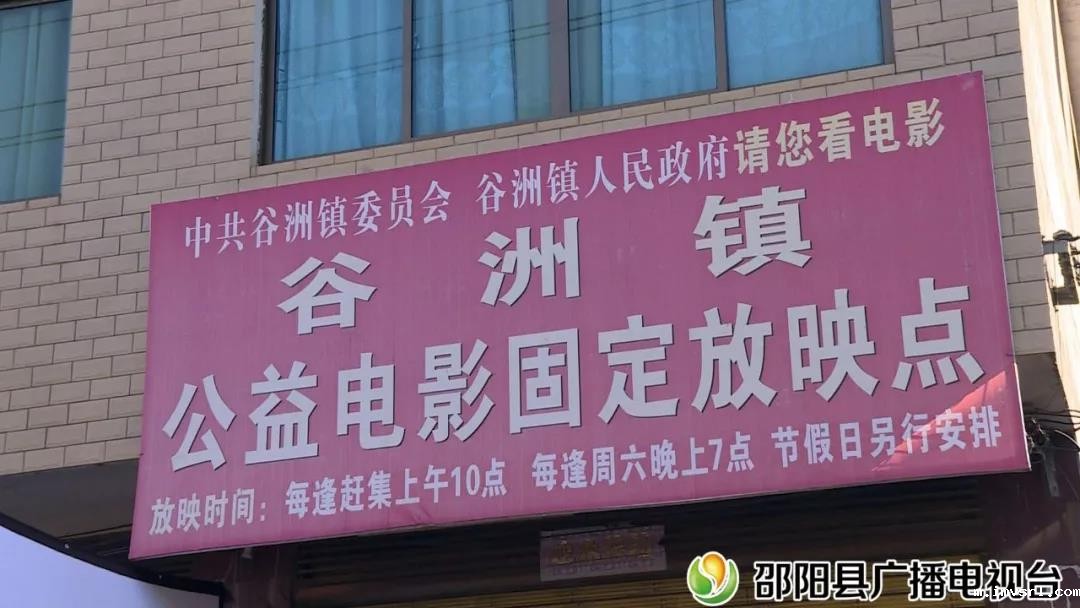 中共谷洲镇委员会 谷洲镇人民政府请您看电影
谷洲镇
公益电影固定放映点
放映时间：每逢赶集上午10点 每逢周六晚上7点 节假日另行安排
邵阳县广播电视台